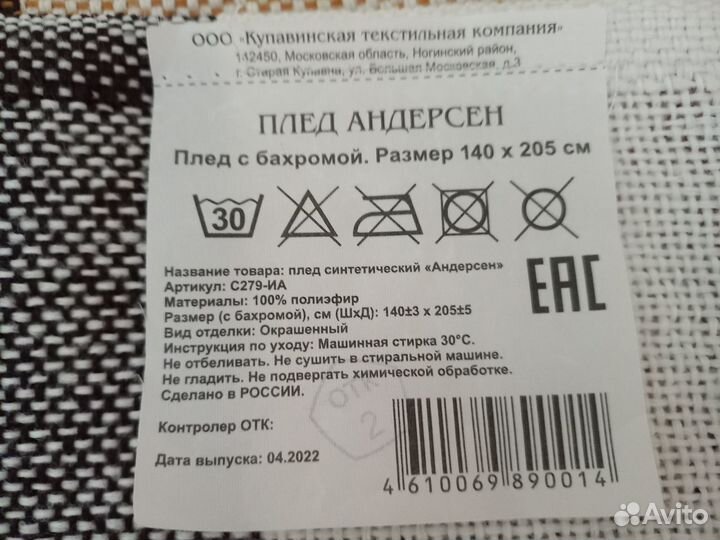 ООО «Купавинская текстильная компания»
142450, Московская область, Ногинский район,
г. Старая Купавна, ул. Большая Московская, д.3
ПЛЕД АНДЕРСЕН
Плед с бахромой. Размер 140 х 205 см
30
Название товара: плед синтетический «Андерсен»
Артикул: С279-ИА
Материалы: 100% полиэфир
Размер (с бахромой), см (ШхД): 140±3 х 205±5
Вид отделки: Окрашенный
Инструкция по уходу: Машинная стирка 30°С.
Не отбеливать. Не сушить в стиральной машине.
Не гладить. Не подвергать химической обработке.
Сделано в РОССИИ.
EAC
ОТК
2
Контролер ОТК:
Дата выпуска: 04.2022
4 610069 890014
Avito